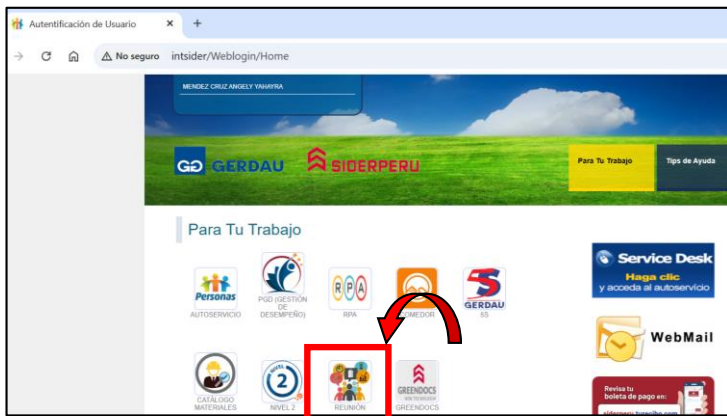 Autentificación de Usuario
No seguro intsider/Weblogin/Home
MENDEZ CRUZ ANGELY YAHAYRA
GG GERDAU SIDERPERU
Para Tu Trabajo Tips de Ayuda
Para Tu Trabajo
Personas
AUTOSERVICIO
PGD (GESTIÓN
DE
DESEMPEÑO)
RPA
RPA
COMEDOR
5S
GERDAU
5S
Service Desk
Haga clic
y acceda al autoservicio
WebMail
CATÁLOGO
MATERIALES
NIVEL 2
NIVEL 2
REUNIÓN
GREENDOCS
GREENDOCS
Revisa tu
boleta de pago en: